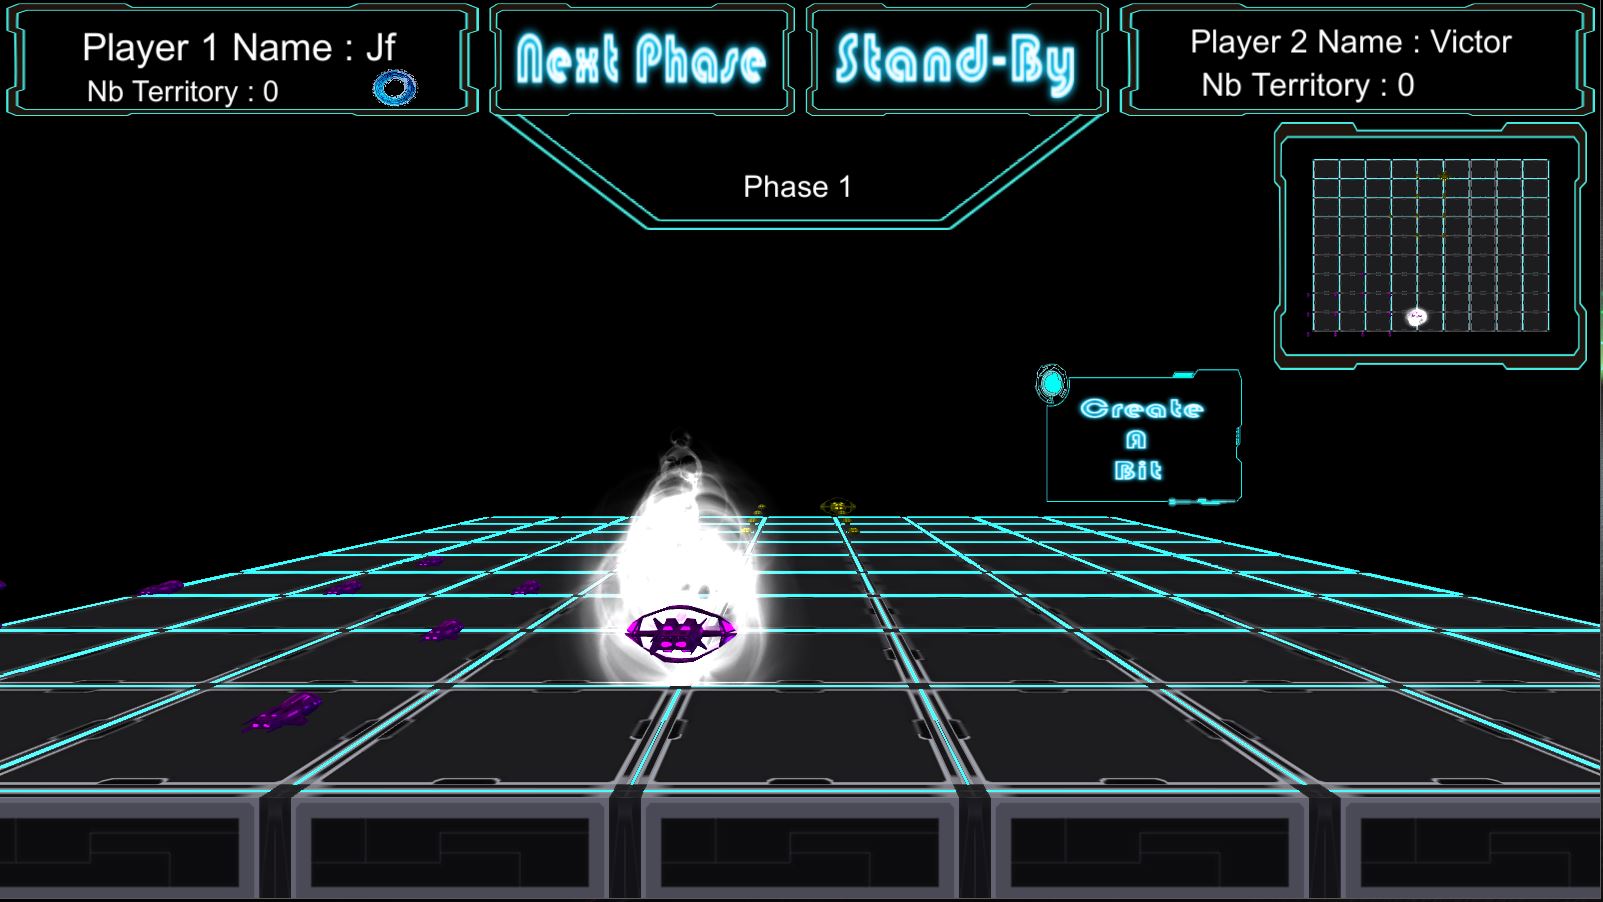 Player 1 Name : Jf
Nb Territory : 0
Next Phase
Stand-By
Player 2 Name : Victor
Nb Territory : 0
Phase 1
Create
A
Bit